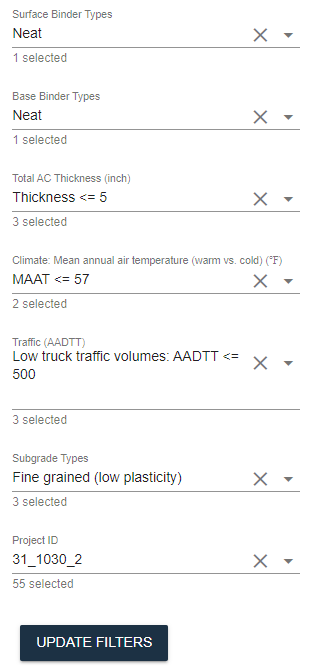 Surface Binder Types
Neat
1 selected
Base Binder Types
Neat
1 selected
Total AC Thickness (inch)
Thickness <= 5
3 selected
Climate: Mean annual air temperature (warm vs. cold) (℉)
MAAT <= 57
2 selected
Traffic (AADTT)
Low truck traffic volumes: AADTT <=
500
3 selected
Subgrade Types
Fine grained (low plasticity)
3 selected
Project ID
31_1030_2
55 selected
UPDATE FILTERS